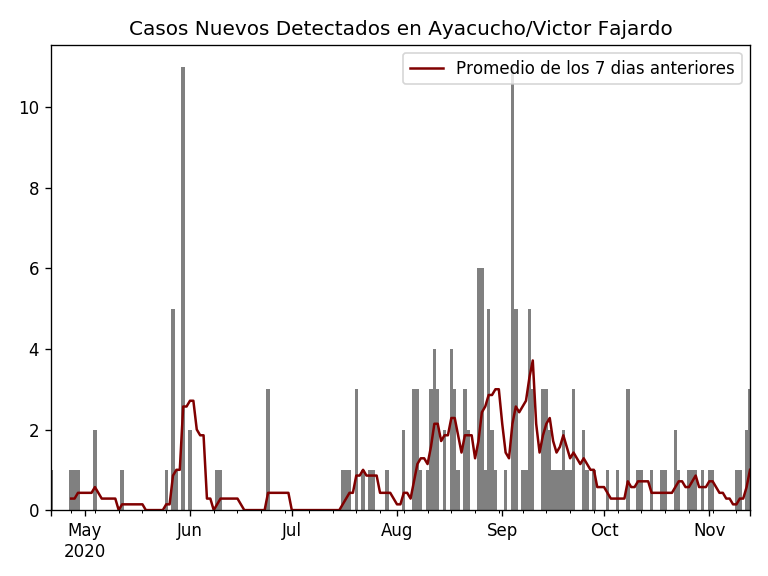 Casos Nuevos Detectados en Ayacucho/Victor Fajardo
Promedio de los 7 dias anteriores
10
8
6
4
2
0
May Jun Jul Aug Sep Oct Nov
2020